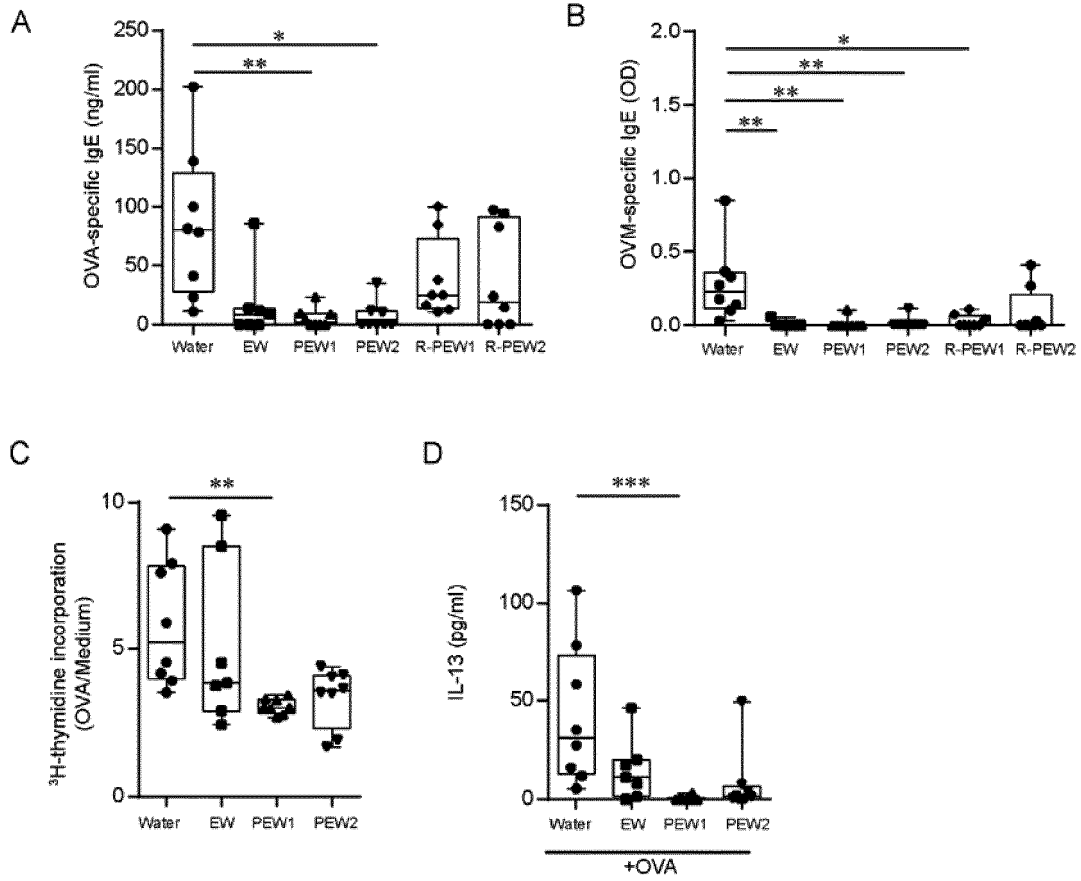 A
OVA-specific IgE (ng/ml)
250
200
150
100
50
0
*
**
Water EW PEW1 PEW2 R-PEW1 R-PEW2
B
OVM-specific IgE (OD)
2.0
1.5
1.0
0.5
0.0
*
**
**
**
Water EW PEW1 PEW2 R-PEW1 R-PEW2
C
³H-thymidine incorporation
(OVA/Medium)
10
5
0
**
Water EW PEW1 PEW2
D
IL-13 (pg/ml)
150
100
50
0
***
Water EW PEW1 PEW2
+OVA